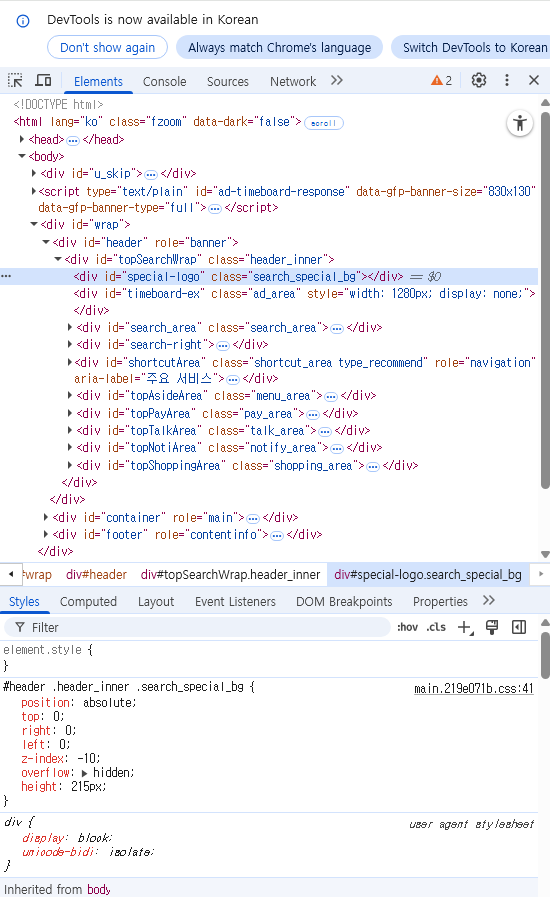 DevTools is now available in Korean
Don't show again Always match Chrome's language Switch DevTools to Korean
Elements Console Sources Network 2
<!DOCTYPE html>
<html lang="ko" class="fzoom" data-dark="false"> scroll
<head> … </head>
<body>
<div id="u_skip"> … </div>
<script type="text/plain" id="ad-timeboard-response" data-gfp-banner-size="830x130"
data-gfp-banner-type="full"> … </script>
<div id="wrap">
<div id="header" role="banner">
<div id="topSearchWrap" class="header_inner">
<div id="special-logo" class="search_special_bg"></div> == $0
<div id="timeboard-ex" class="ad_area" style="width: 1280px; display: none;">
</div>
<div id="search_area" class="search_area"> … </div>
<div id="search-right"> … </div>
<div id="shortcutArea" class="shortcut_area type_recommend" role="navigation"
aria-label="주요 서비스"> … </div>
<div id="topAsideArea" class="menu_area"> … </div>
<div id="topPayArea" class="pay_area"> … </div>
<div id="topTalkArea" class="talk_area"> … </div>
<div id="topNotiArea" class="notify_area"> … </div>
<div id="topShoppingArea" class="shopping_area"> … </div>
</div>
</div>
<div id="container" role="main"> … </div>
<div id="footer" role="contentinfo"> … </div>
</div>
#wrap div#header div#topSearchWrap.header_inner div#special-logo.search_special_bg
Styles Computed Layout Event Listeners DOM Breakpoints Properties
Filter :hov .cls
element.style {
}
#header .header_inner .search_special_bg { main.219e071b.css:41
position: absolute;
top: 0;
right: 0;
left: 0;
z-index: -10;
overflow: hidden;
height: 215px;
}
div { user agent stylesheet
display: block;
unicode-bidi: isolate;
}
Inherited from body